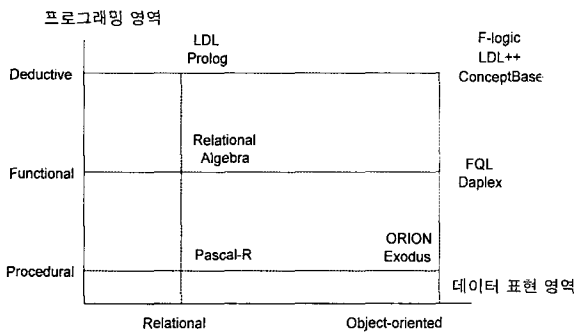 프로그래밍 영역
LDL
Prolog
F-logic
LDL++
ConceptBase
Deductive
Relational
Algebra
Functional
FQL
Daplex
Pascal-R
ORION
Exodus
Procedural
데이터 표현 영역
Relational
Object-oriented